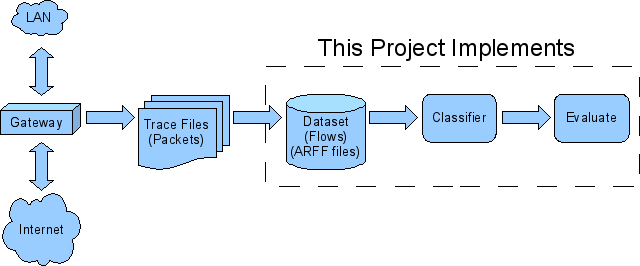 LAN
This Project Implements
Gateway
Trace Files
(Packets)
Dataset
(Flows)
(ARFF files)
Classifier
Evaluate
Internet